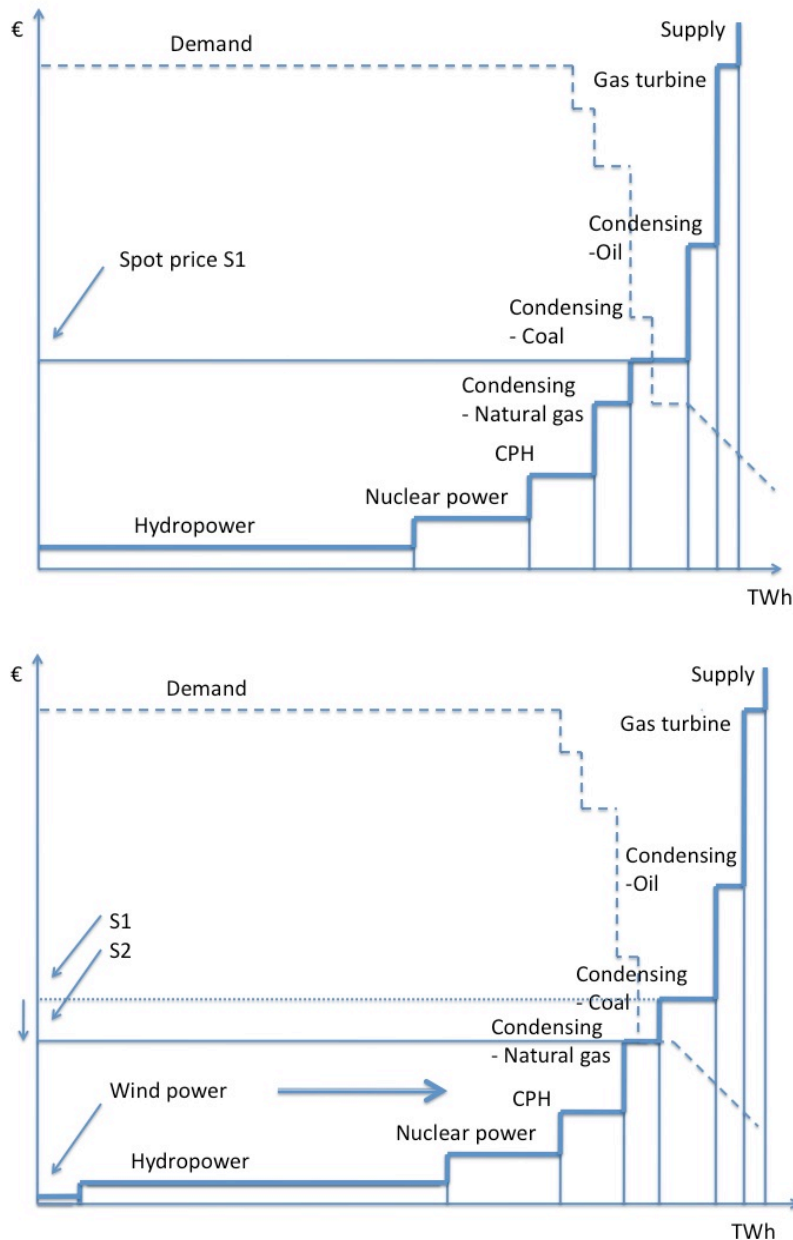 €
Supply
Demand
Gas turbine
Condensing
-Oil
Spot price S1
Condensing
- Coal
Condensing
- Natural gas
CPH
Nuclear power
Hydropower
TWh
€
Supply
Demand
Gas turbine
Condensing
-Oil
S1
S2
Condensing
- Coal
Condensing
- Natural gas
Wind power
CPH
Nuclear power
Hydropower
TWh